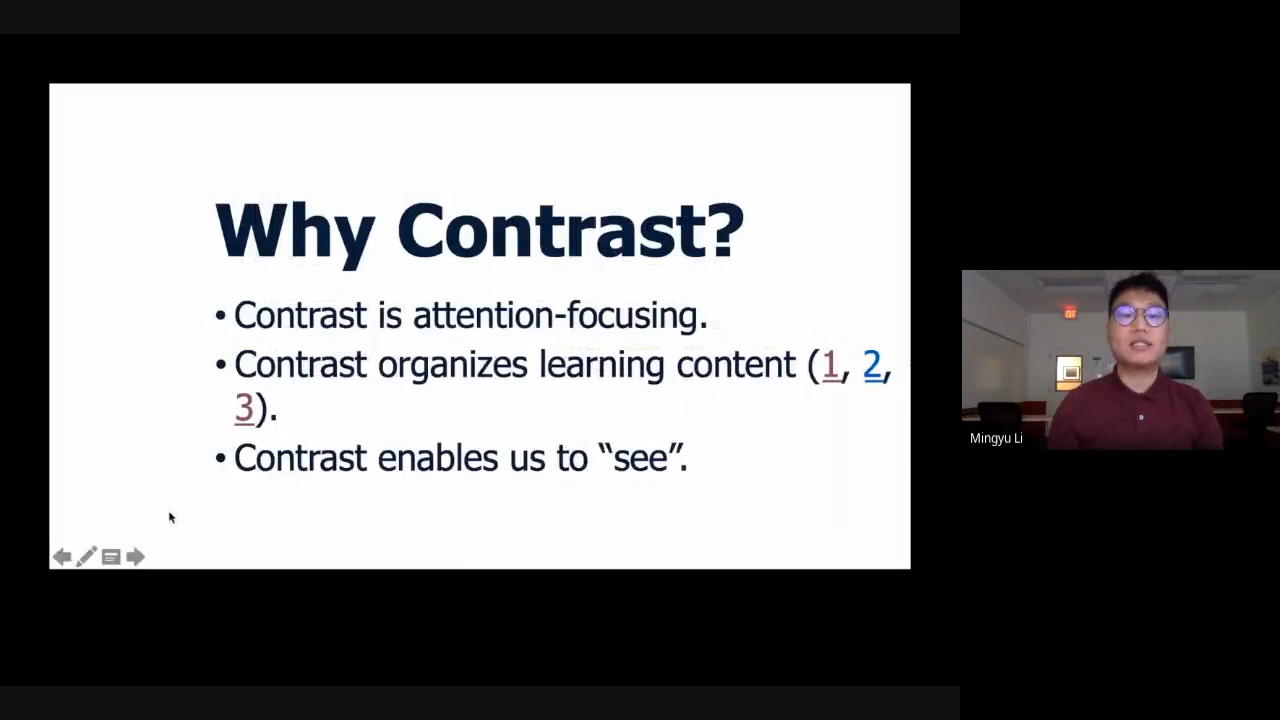 Why Contrast?
• Contrast is attention-focusing.
• Contrast organizes learning content (1, 2,
3).
• Contrast enables us to “see”.
Mingyu Li